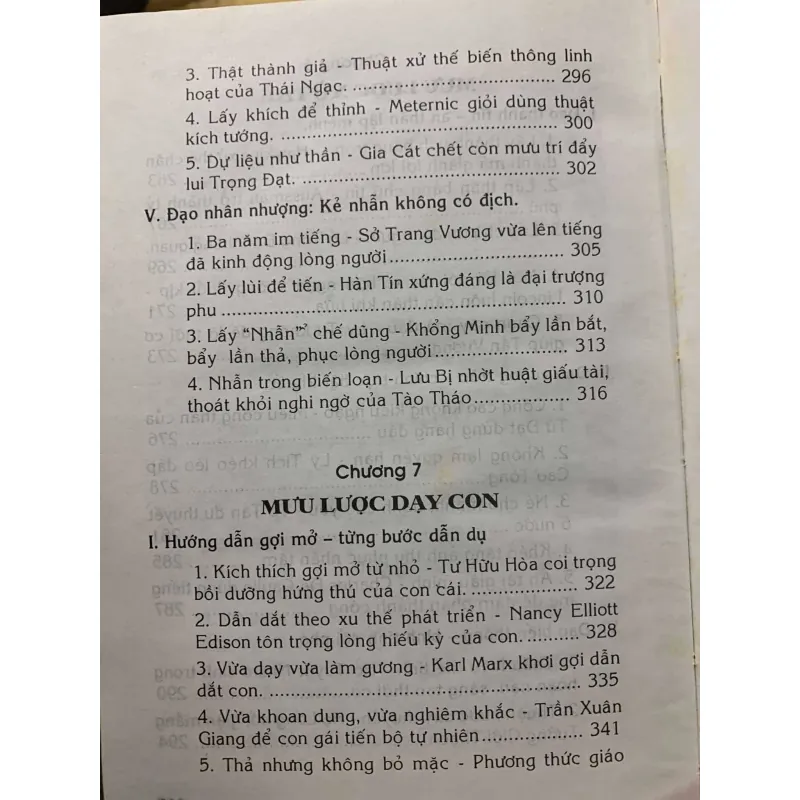 3. Thật thành giả - Thuật xử thế biến thông linh
hoạt của Thái Ngạc. ........................................ 296
4. Lấy khích để thỉnh - Meternic giỏi dùng thuật
kích tướng. ...................................................... 300
5. Dự liệu như thần - Gia Cát chết còn mưu trí đẩy
lui Trọng Đạt. .................................................. 302
V. Đạo nhân nhượng: Kẻ nhẫn không có địch.
1. Ba năm im tiếng - Sở Trang Vương vừa lên tiếng
đã kinh động lòng người .................................. 305
2. Lấy lùi để tiến - Hàn Tín xứng đáng là đại trượng
phu ................................................................. 310
3. Lấy “Nhẫn” chế dũng - Khổng Minh bẩy lần bắt,
bẩy lần thả, phục lòng người ......................... 313
4. Nhẫn trong biến loạn - Lưu Bị nhờt huật giấu tài,
thoát khỏi nghi ngờ của Tào Tháo .................. 316
Chương 7
MƯU LƯỢC DẠY CON
I. Hướng dẫn gợi mở – từng bước dẫn dụ
1. Kích thích gợi mở từ nhỏ - Tư Hữu Hòa coi trọng
bồi dưỡng hứng thú của con cái. .................... 322
2. Dẫn dắt theo xu thế phát triển - Nancy Elliott
Edison tôn trọng lòng hiếu kỳ của con. .......... 328
3. Vừa dạy vừa làm gương - Karl Marx khơi gợi dẫn
dắt con. ........................................................... 335
4. Vừa khoan dung, vừa nghiêm khắc - Trần Xuân
Giang để con gái tiến bộ tự nhiên ................... 341
5. Thả nhưng không bỏ mặc - Phương thức giáo